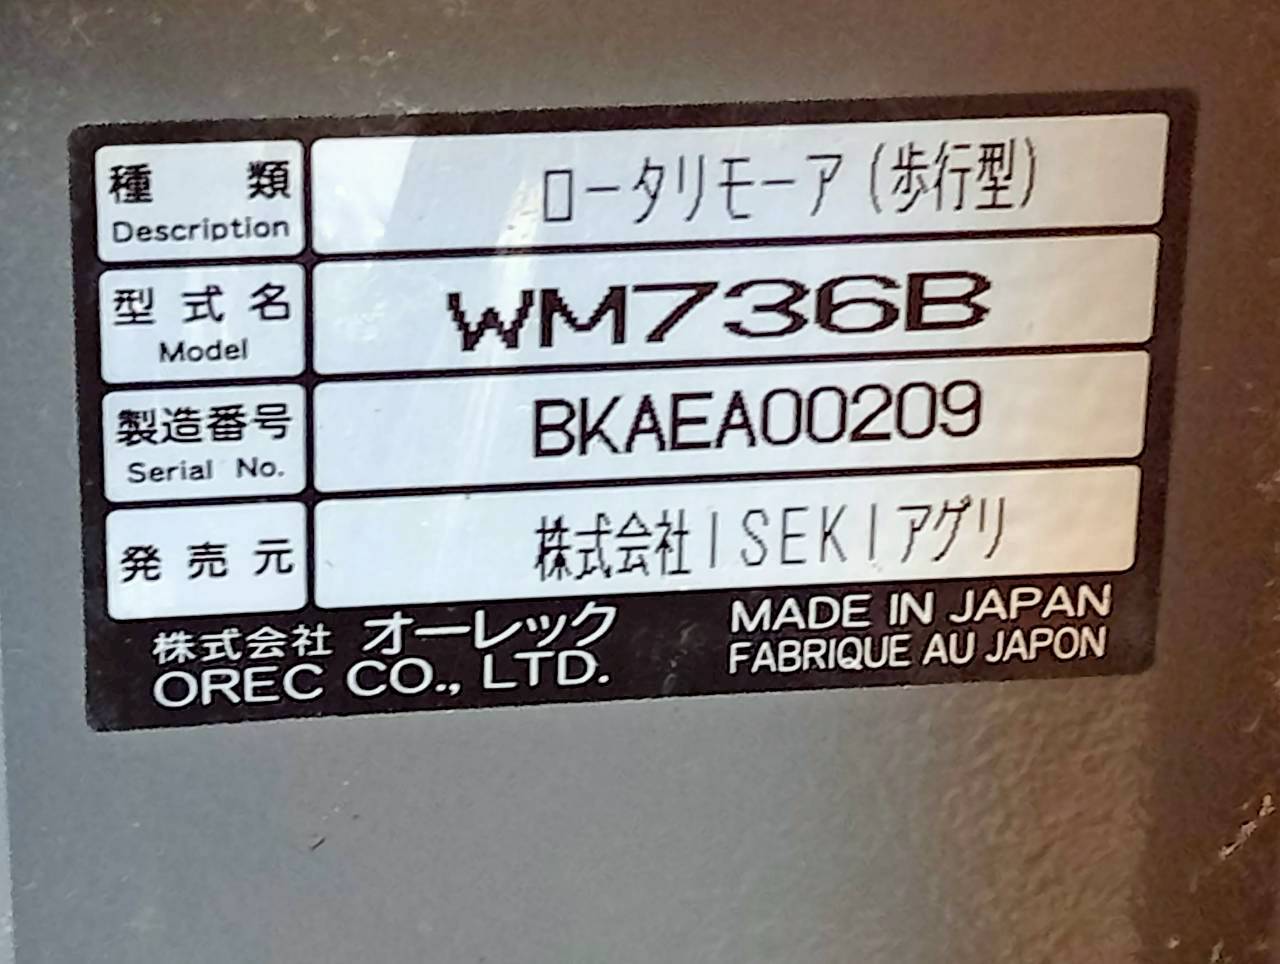 種 類 ロータリモーア(歩行型)
Description
型式名 WM736B
Model
製造番号 BKAEA00209
Serial No.
発売元 株式会社ISEKIアグリ
株式会社 オーレック MADE IN JAPAN
OREC CO., LTD. FABRIQUE AU JAPON